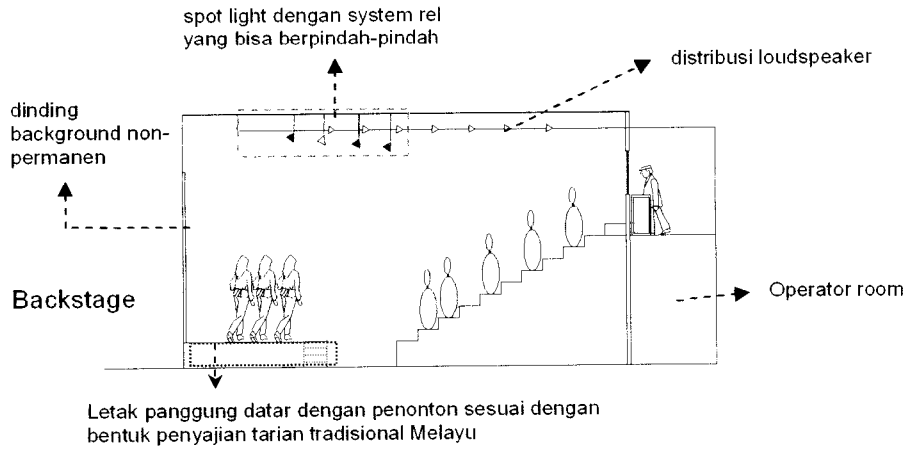 spot light dengan system rel
yang bisa berpindah-pindah
distribusi loudspeaker
dinding
background non-
permanen
Backstage
Operator room
Letak panggung datar dengan penonton sesuai dengan
bentuk penyajian tarian tradisional Melayu